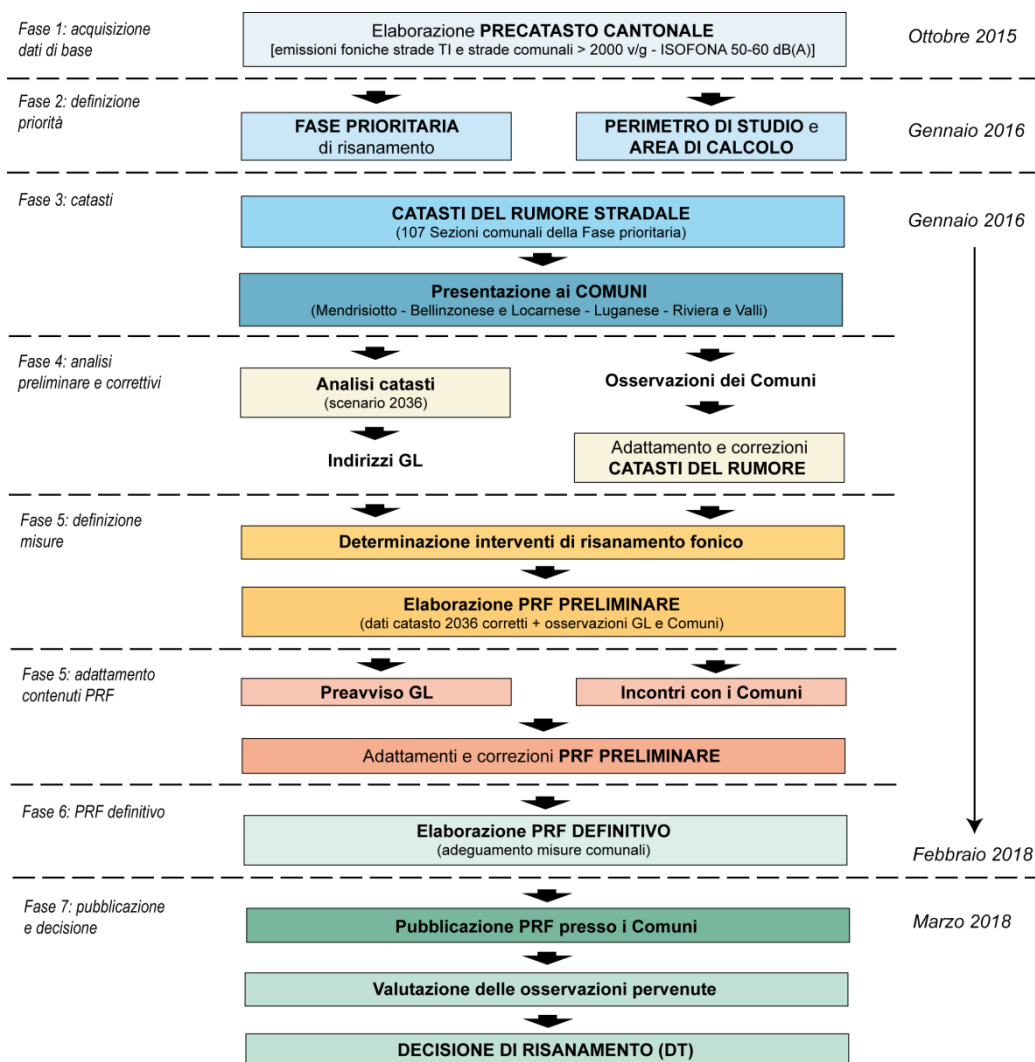 Fase 1: acquisizione
dati di base
Elaborazione PRECATASTO CANTONALE
[emissioni foniche strade TI e strade comunali > 2000 v/g - ISOFONA 50-60 dB(A)]
Ottobre 2015
Fase 2: definizione
priorità
FASE PRIORITARIA
di risanamento
PERIMETRO DI STUDIO e
AREA DI CALCOLO
Gennaio 2016
Fase 3: catasti
CATASTI DEL RUMORE STRADALE
(107 Sezioni comunali della Fase prioritaria)
Gennaio 2016
Presentazione ai COMUNI
(Mendrisiotto - Bellinzonese e Locarnese - Luganese - Riviera e Valli)
Fase 4: analisi
preliminare e correttivi
Analisi catasti
(scenario 2036)
Osservazioni dei Comuni
Indirizzi GL
Adattamento e correzioni
CATASTI DEL RUMORE
Fase 5: definizione
misure
Determinazione interventi di risanamento fonico
Elaborazione PRF PRELIMINARE
(dati catasto 2036 corretti + osservazioni GL e Comuni)
Fase 5: adattamento
contenuti PRF
Preavviso GL
Incontri con i Comuni
Adattamenti e correzioni PRF PRELIMINARE
Fase 6: PRF definitivo
Elaborazione PRF DEFINITIVO
(adeguamento misure comunali)
Febbraio 2018
Fase 7: pubblicazione
e decisione
Pubblicazione PRF presso i Comuni
Marzo 2018
Valutazione delle osservazioni pervenute
DECISIONE DI RISANAMENTO (DT)